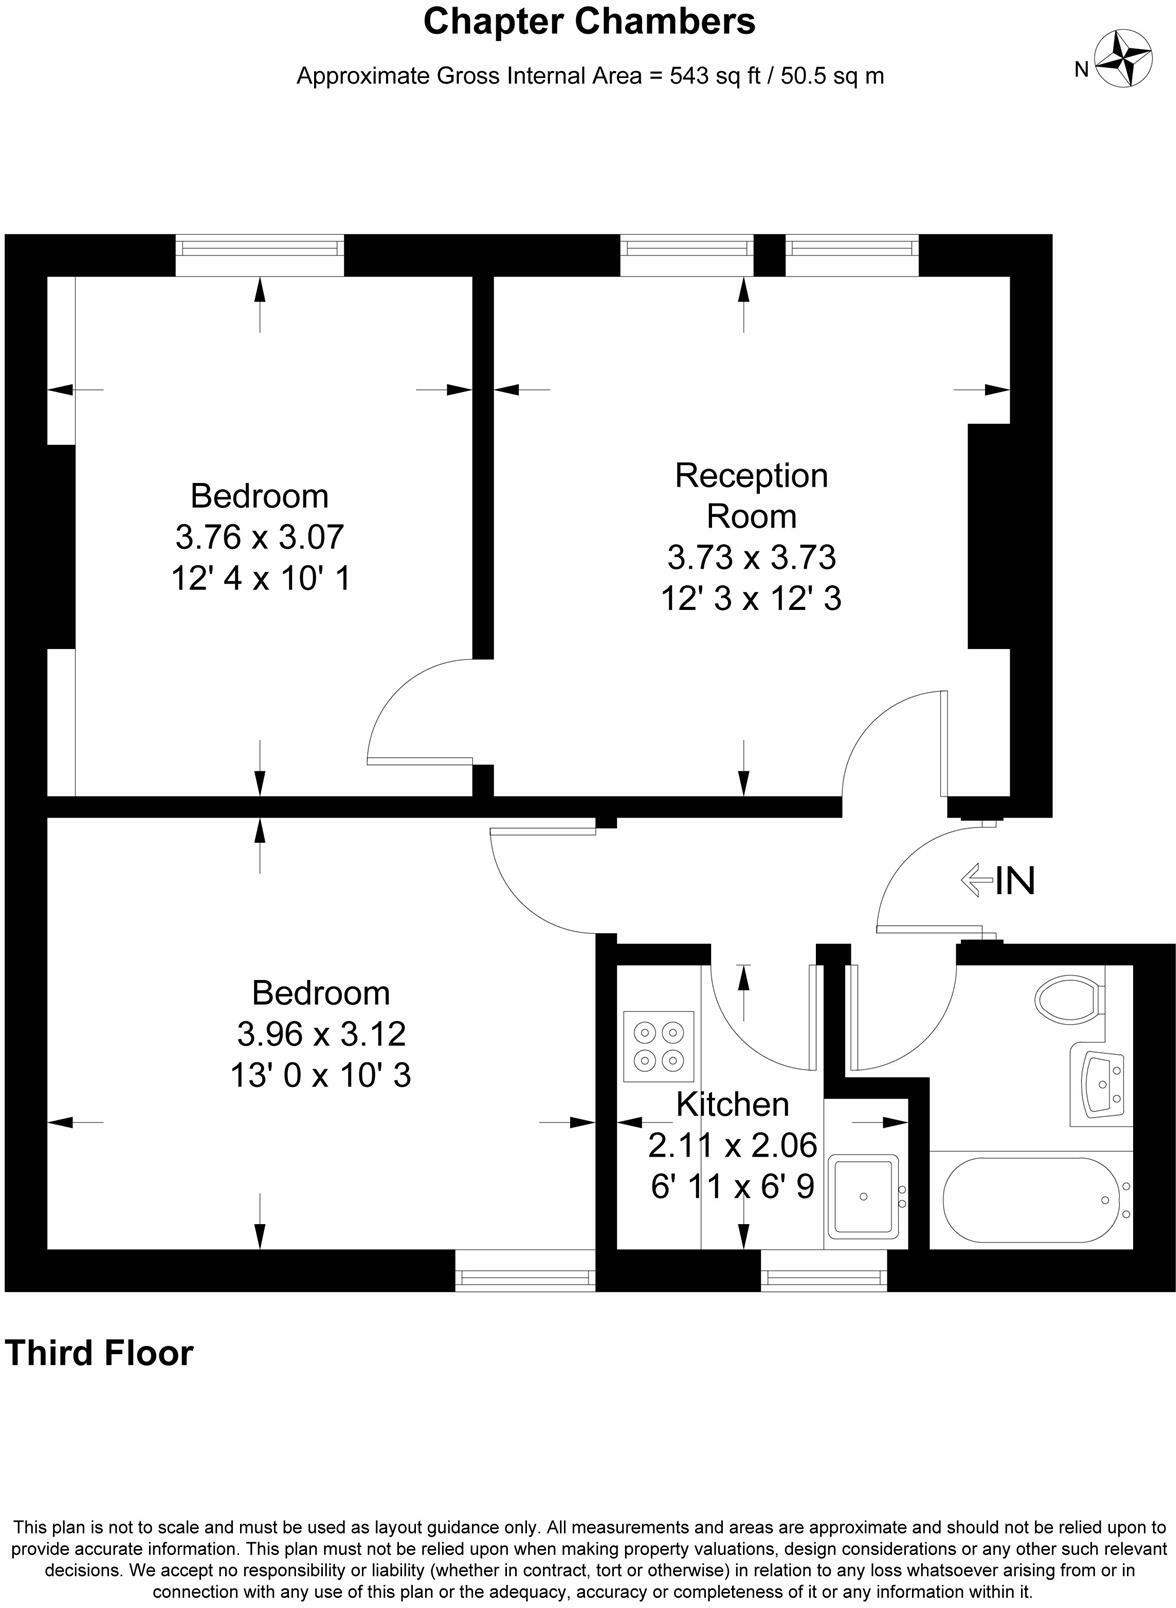 Chapter Chambers
Approximate Gross Internal Area = 543 sq ft / 50.5 sq m
N
Bedroom
3.76 x 3.07
12' 4 x 10' 1
Reception
Room
3.73 x 3.73
12' 3 x 12' 3
IN
Bedroom
3.96 x 3.12
13' 0 x 10' 3
Kitchen
2.11 x 2.06
6' 11 x 6' 9
Third Floor
This plan is not to scale and must be used as layout guidance only. All measurements and areas are approximate and should not be relied upon to
provide accurate information. This plan must not be relied upon when making property valuations, design considerations or any other such relevant
decisions. We accept no responsibility or liability (whether in contract, tort or otherwise) in relation to any loss whatsoever arising from or in
connection with any use of this plan or the adequacy, accuracy or completeness of it or any information within it.